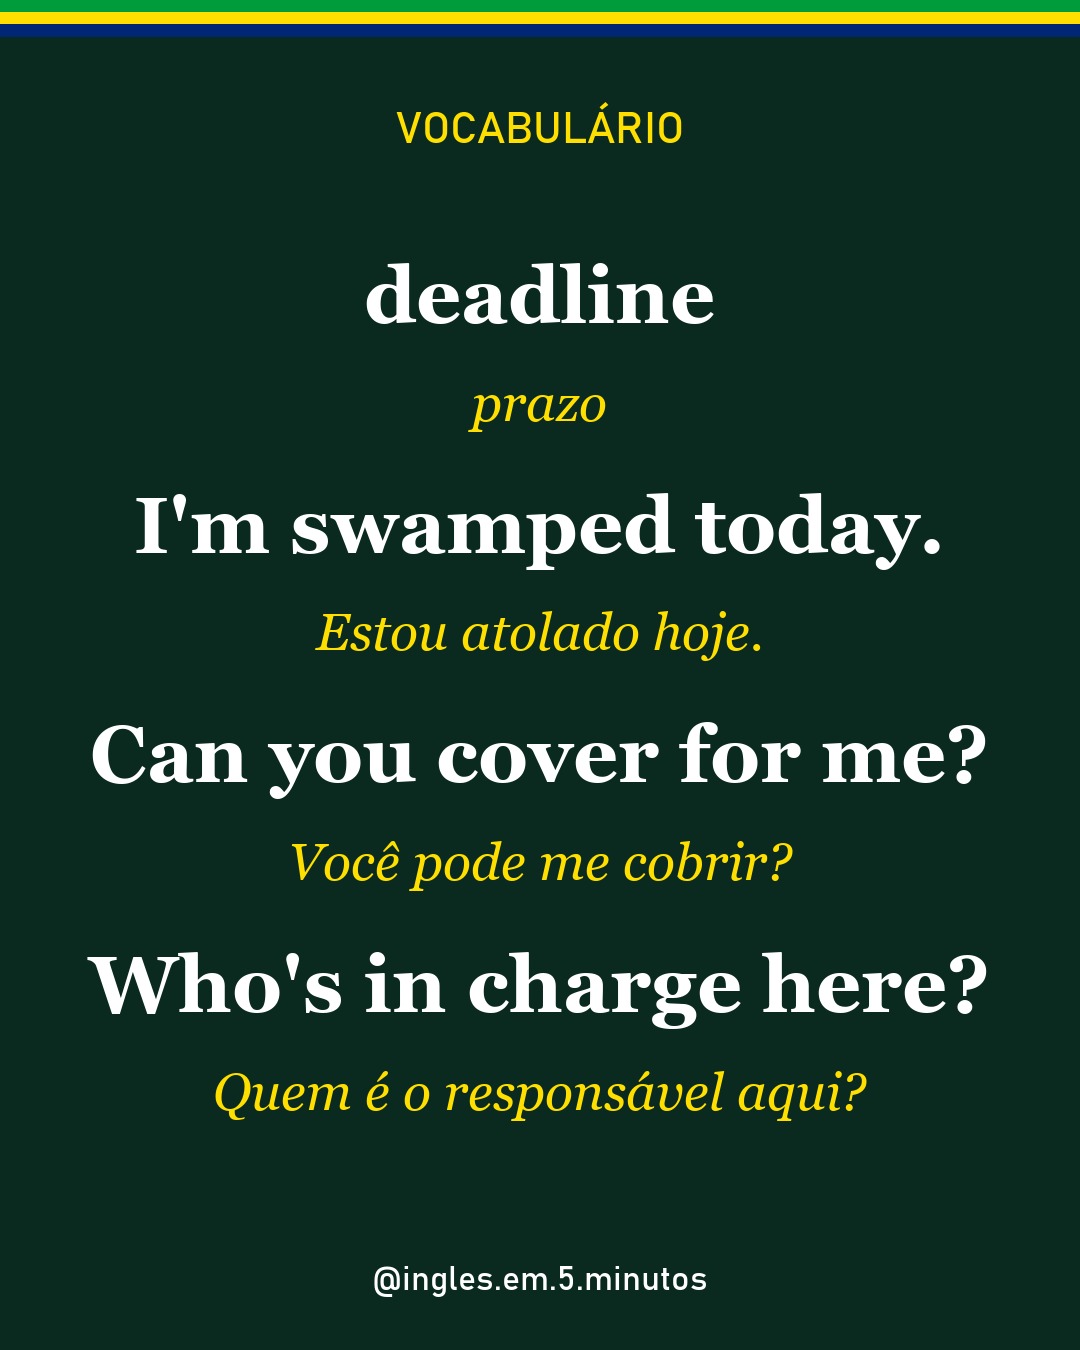 VOCABULÁRIO
deadline
prazo
I'm swamped today.
Estou atolado hoje.
Can you cover for me?
Você pode me cobrir?
Who's in charge here?
Quem é o responsável aqui?
@ingles.em.5.minutos